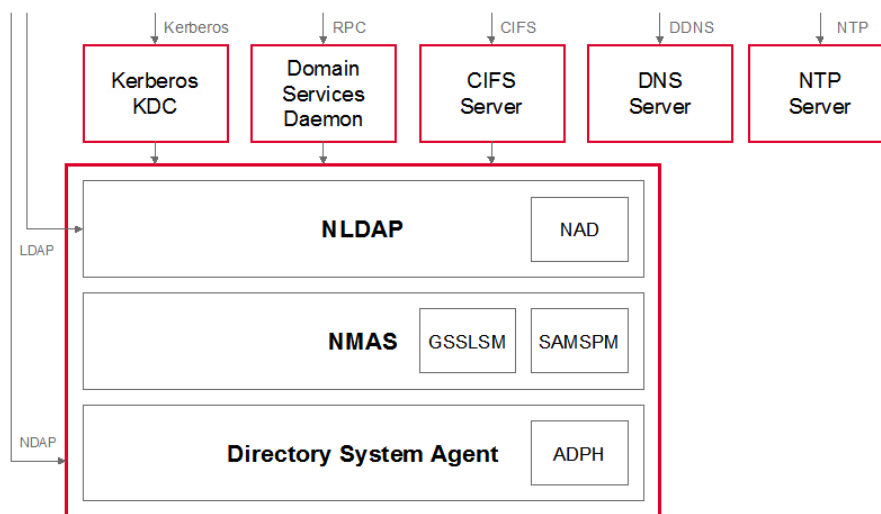 Kerberos
RPC
CIFS
DDNS
NTP
Kerberos
KDC
Domain
Services
Daemon
CIFS
Server
DNS
Server
NTP
Server
NLDAP
NAD
LDAP
NMAS
GSSLSM
SAMSPM
NDAP
Directory System Agent
ADPH